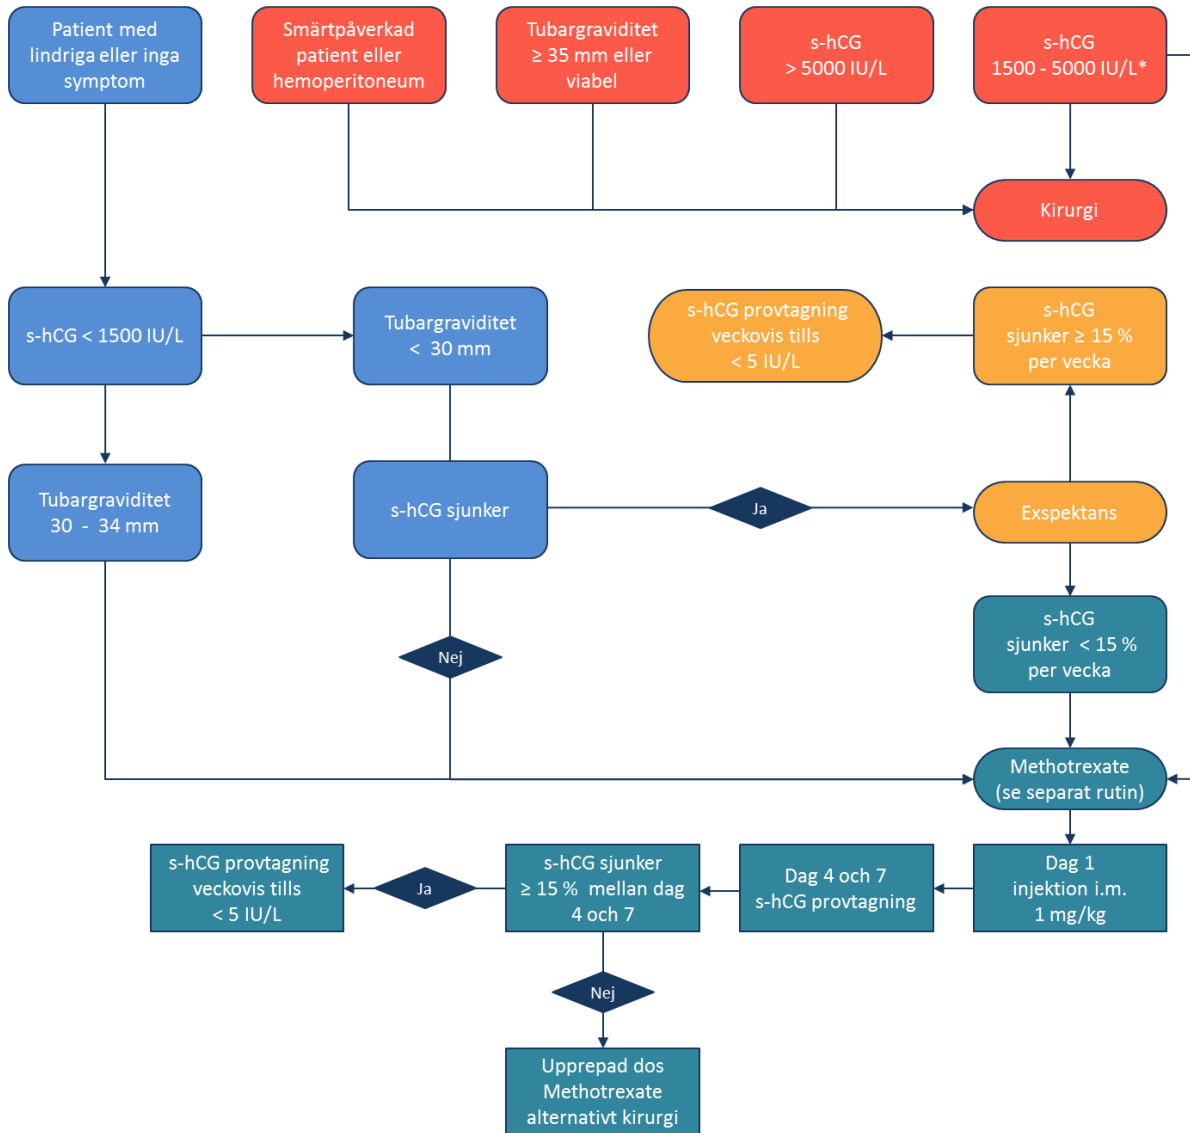 Patient med
lindriga eller inga
symptom
Smärtpåverkad
patient eller
hemoperitoneum
Tubargraviditet
≥ 35 mm eller
viabel
s-hCG
> 5000 IU/L
s-hCG
1500 - 5000 IU/L*
Kirurgi
s-hCG < 1500 IU/L
Tubargraviditet
< 30 mm
s-hCG provtagning
veckovis tills
< 5 IU/L
s-hCG
sjunker ≥ 15 %
per vecka
Tubargraviditet
30 - 34 mm
s-hCG sjunker
Ja
Exspektans
Nej
s-hCG
sjunker < 15 %
per vecka
Methotrexate
(se separat rutin)
s-hCG provtagning
veckovis tills
< 5 IU/L
Ja
s-hCG sjunker
≥ 15 % mellan dag
4 och 7
Dag 4 och 7
s-hCG provtagning
Dag 1
injektion i.m.
1 mg/kg
Nej
Upprepad dos
Methotrexate
alternativt kirurgi